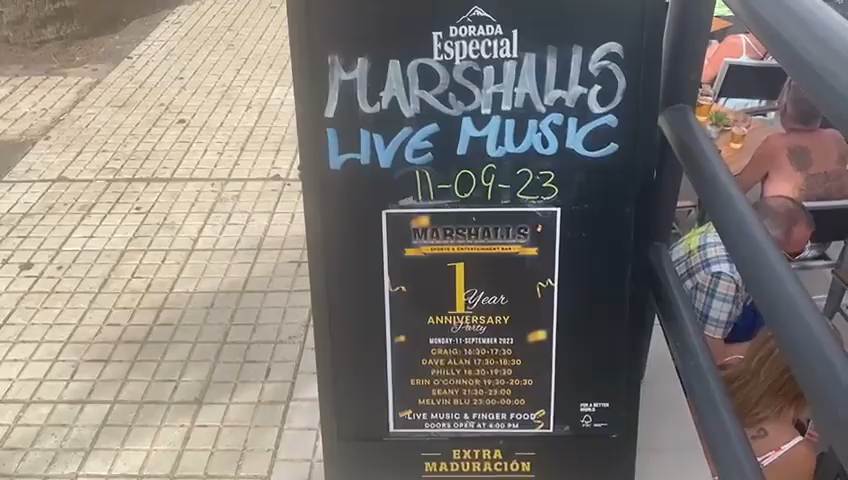 DORADA
Especial
MARSHALLS
LIVE MUSIC
11-09-23
MARSHALLS
SPORTS & ENTERTAINMENT BAR
1 Year
ANNIVERSARY
Party
MONDAY-11-SEPTEMBER 2023
CRAIG: 16:30-17:30
DAVE ALAN 17:30-18:30
PHILLY 18:30-19:30
ERIN O'CONNOR 19:30-20:30
SEANY 21:30-23:00
MELVIN BLU 23:00-00:00
LIVE MUSIC & FINGER FOOD
DOORS OPEN AT 4:00 PM
FOR A BETTER
WORLD
FSC
EXTRA
MADURACIÓN